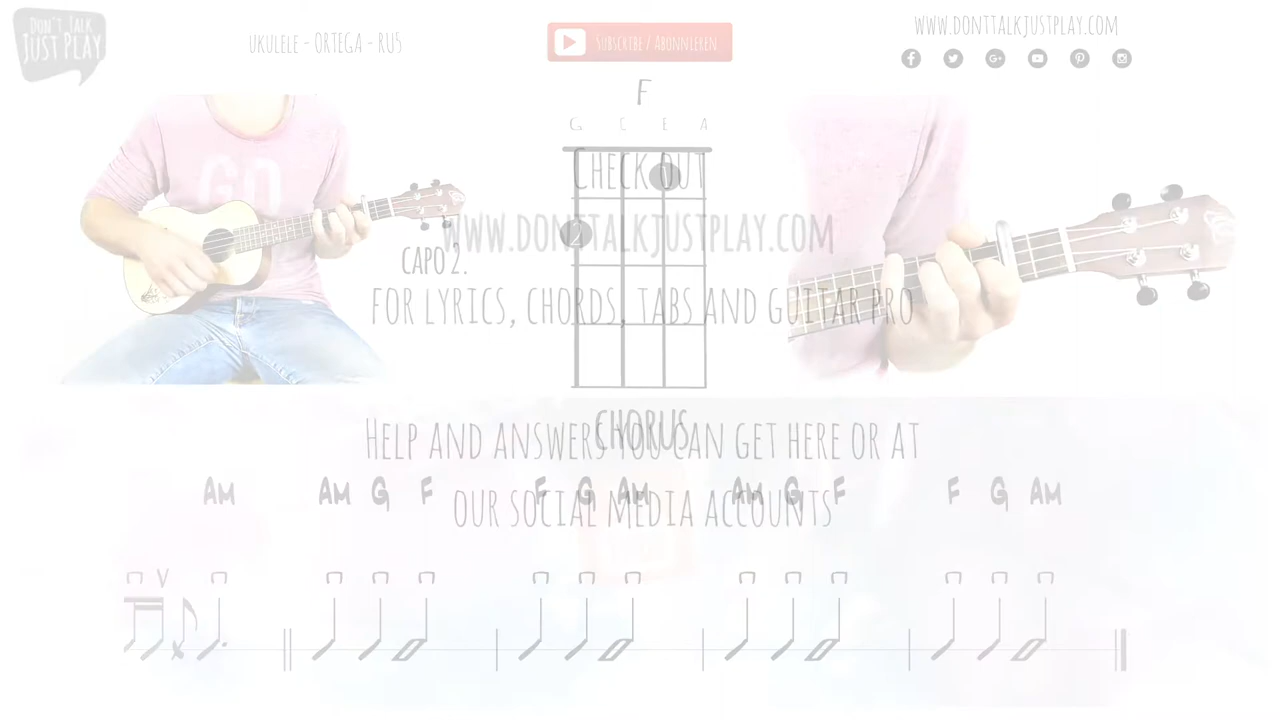 DON'T TALK
JUST PLAY
UKULELE - ORTEGA - RU5
SUBSCRIBE / ABONNIEREN
WWW.DONTTALKJUSTPLAY.COM
F
G C E A
GO
CHECK OUT
WWW.DONTTALKJUSTPLAY.COM
CAPO 2.
FOR LYRICS, CHORDS, TABS AND GUITAR PRO
CHORUS
HELP AND ANSWERS YOU CAN GET HERE OR AT
AM AM G F F G AM AM G F F G AM
OUR SOCIAL MEDIA ACCOUNTS